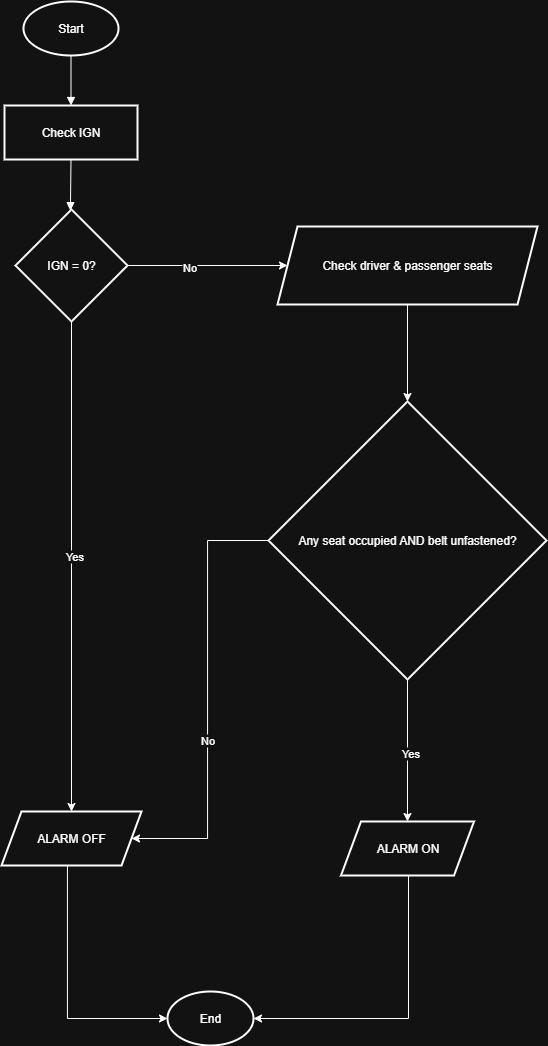 Start
Check IGN
IGN = 0?
No
Check driver & passenger seats
Any seat occupied AND belt unfastened?
Yes
No
Yes
ALARM OFF
ALARM ON
End